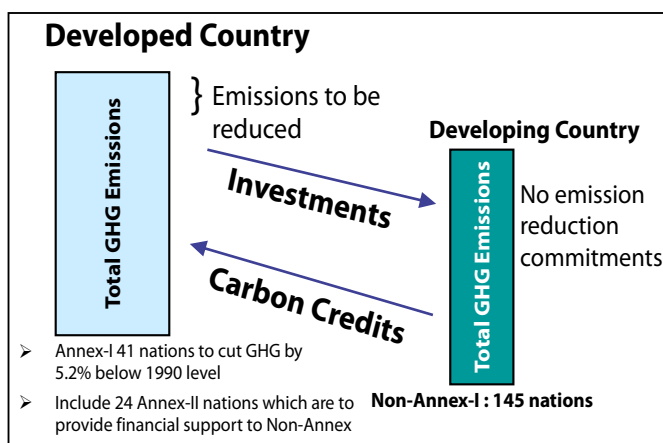 Developed Country
Total GHG Emissions
} Emissions to be
reduced
Investments
Carbon Credits
Developing Country
Total GHG Emissions
No emission
reduction
commitments
➢ Annex-I 41 nations to cut GHG by
5.2% below 1990 level
➢ Include 24 Annex-II nations which are to
provide financial support to Non-Annex
Non-Annex-I : 145 nations